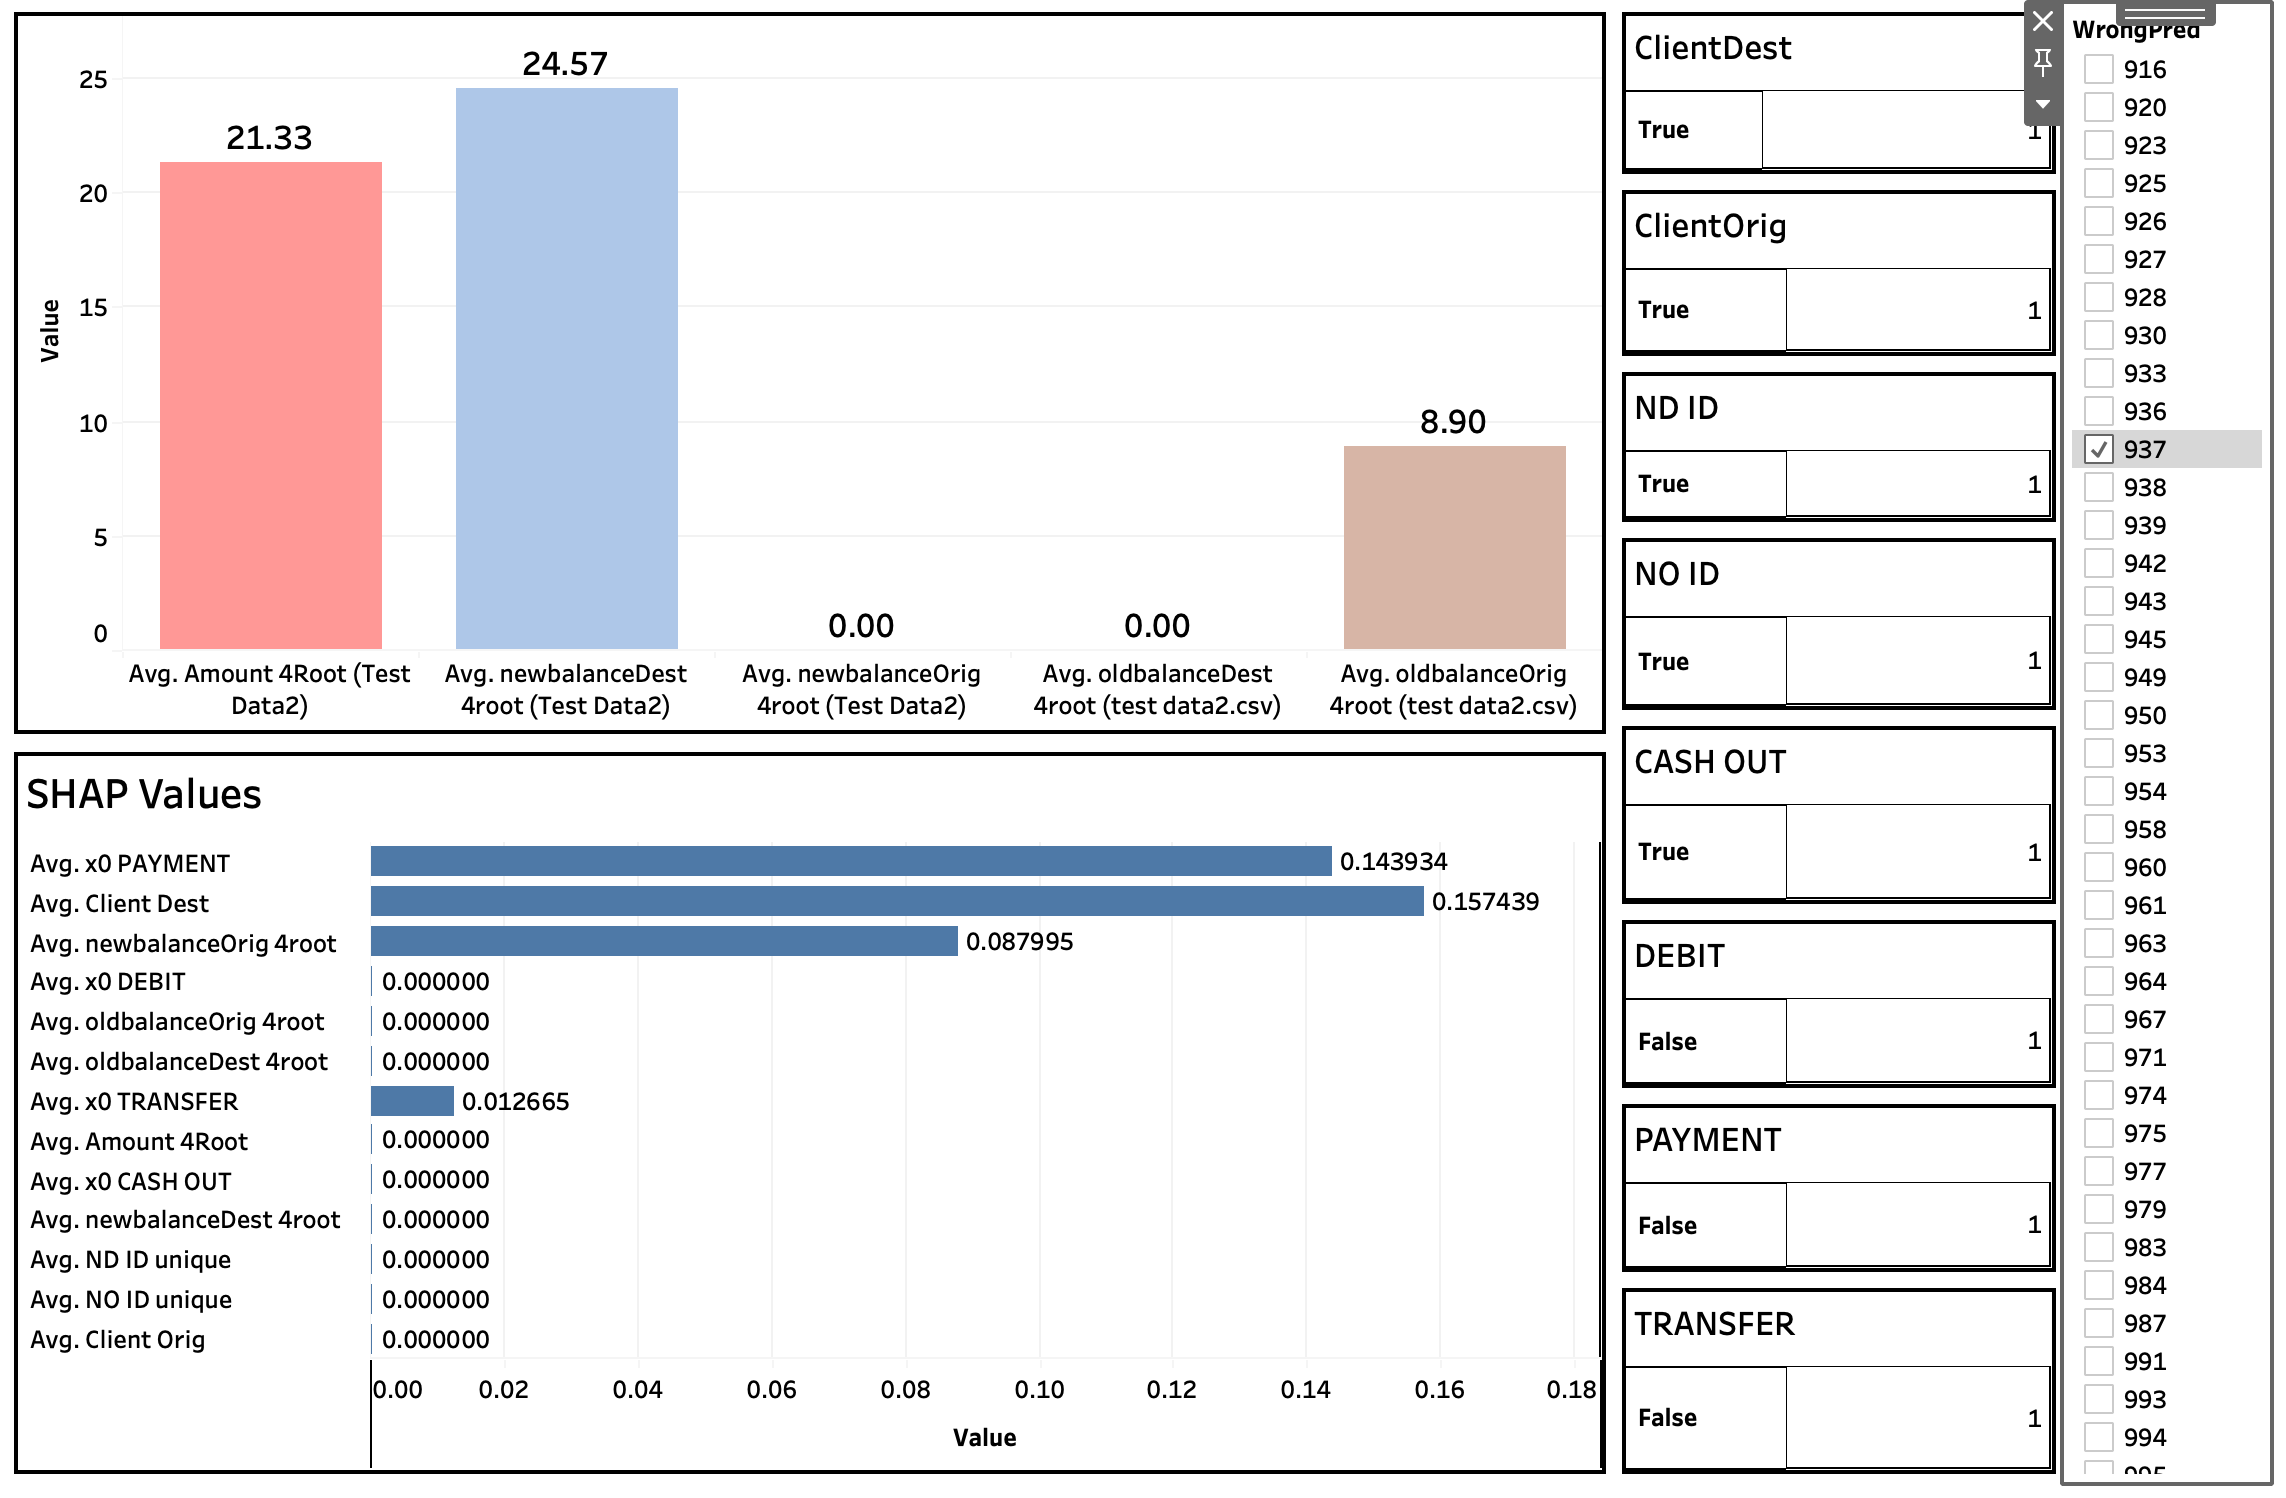 25
20
15
10
5
0
Value
21.33
24.57
0.00
0.00
8.90
Avg. Amount 4Root (Test
Data2)
Avg. newbalanceDest
4root (Test Data2)
Avg. newbalanceOrig
4root (Test Data2)
Avg. oldbalanceDest
4root (test data2.csv)
Avg. oldbalanceOrig
4root (test data2.csv)
SHAP Values
Avg. x0 PAYMENT 0.143934
Avg. Client Dest 0.157439
Avg. newbalanceOrig 4root 0.087995
Avg. x0 DEBIT 0.000000
Avg. oldbalanceOrig 4root 0.000000
Avg. oldbalanceDest 4root 0.000000
Avg. x0 TRANSFER 0.012665
Avg. Amount 4Root 0.000000
Avg. x0 CASH OUT 0.000000
Avg. newbalanceDest 4root 0.000000
Avg. ND ID unique 0.000000
Avg. NO ID unique 0.000000
Avg. Client Orig 0.000000
0.00 0.02 0.04 0.06 0.08 0.10 0.12 0.14 0.16 0.18
Value
ClientDest
True 1
ClientOrig
True 1
ND ID
True 1
NO ID
True 1
CASH OUT
True 1
DEBIT
False 1
PAYMENT
False 1
TRANSFER
False 1
WrongPred
916
920
923
925
926
927
928
930
933
936
937
938
939
942
943
945
949
950
953
954
958
960
961
963
964
967
971
974
975
977
979
983
984
987
991
993
994